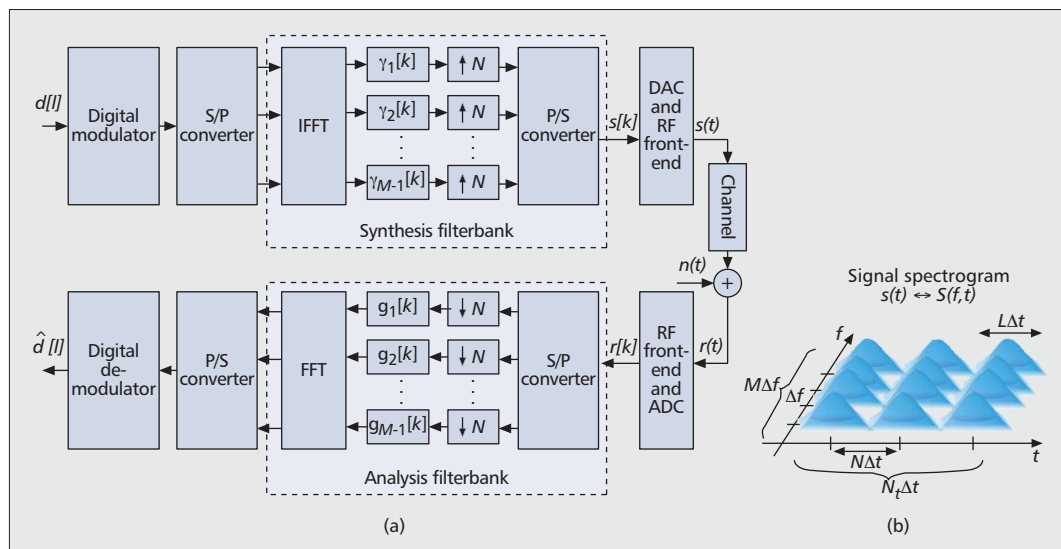 d[l]
Digital
modulator
S/P
converter
IFFT
γ1[k]
↑ N
γ2[k]
↑ N
γM-1[k]
↑ N
P/S
converter
s[k]
DAC
and
RF
front-
end
s(t)
Synthesis filterbank
Channel
n(t)
+
r(t)
RF
front-
end
and
ADC
r[k]
S/P
converter
↓ N
g1[k]
↓ N
g2[k]
↓ N
gM-1[k]
FFT
P/S
converter
Digital
de-
modulator
d̂ [l]
Analysis filterbank
(a)
Signal spectrogram
s(t) ↔ S(f,t)
LΔt
f
MΔf
Δf
NΔt
t
NtΔt
(b)